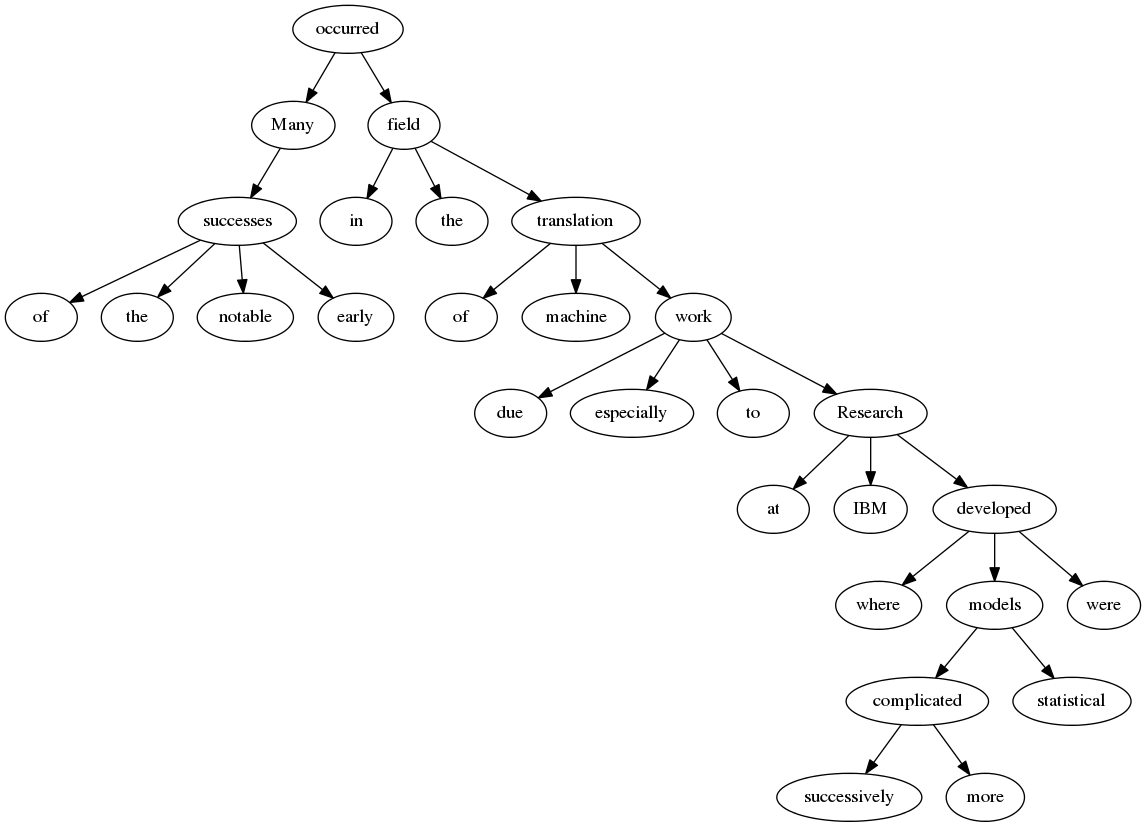 occurred
Many field
successes in the translation
of the notable early of machine work
due especially to Research
at IBM developed
where models were
complicated statistical
successively more